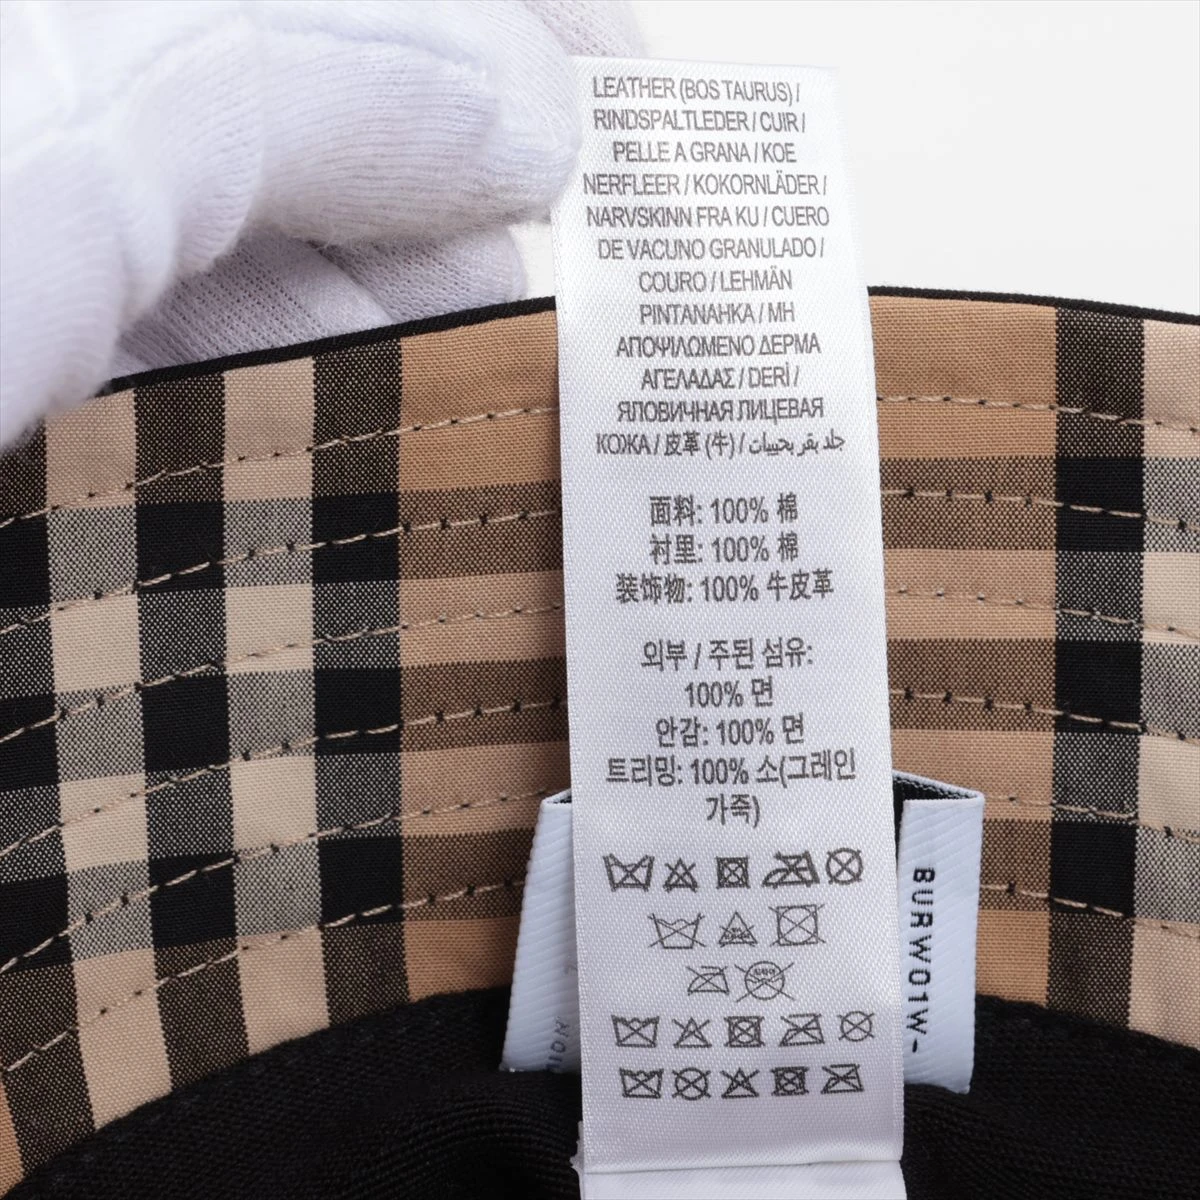 LEATHER (BOS TAURUS) /
RINDSPALTLEDER / CUIR /
PELLE A GRANA / KOE
NERFLEER / KOKORNLÄDER /
NARVSKINN FRA KU / CUERO
DE VACUNO GRANULADO /
COURO / LEHMÄN
PINTANAHKA / MH
ΑΠΟΨΙΛΩΜΕΝΟ ΔΕΡΜΑ
ΑΓΕΛΑΔΑΣ / DERİ /
ЯЛОВИЧНАЯ ЛИЦЕВАЯ
КОЖА / 皮革 (牛) / جلد بقر بحبيبات
面料: 100% 棉
衬里: 100% 棉
装饰物: 100% 牛皮革
외부 / 주된 섬유:
100% 면
안감: 100% 면
트리밍: 100% 소(그레인
가죽)
BURW01W-